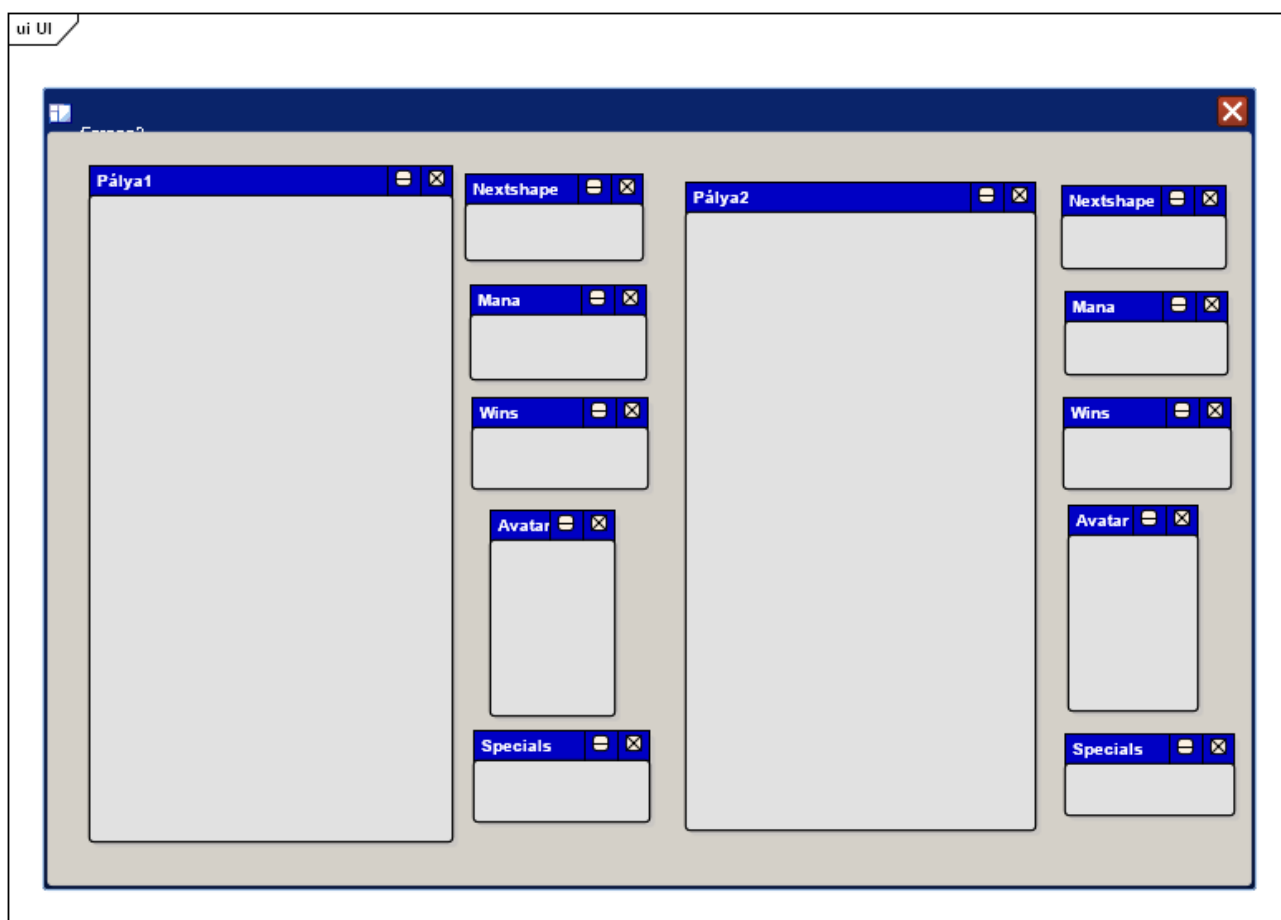 ui UI
Pálya1
Nextshape
Mana
Wins
Avatar
Specials
Pálya2
Nextshape
Mana
Wins
Avatar
Specials